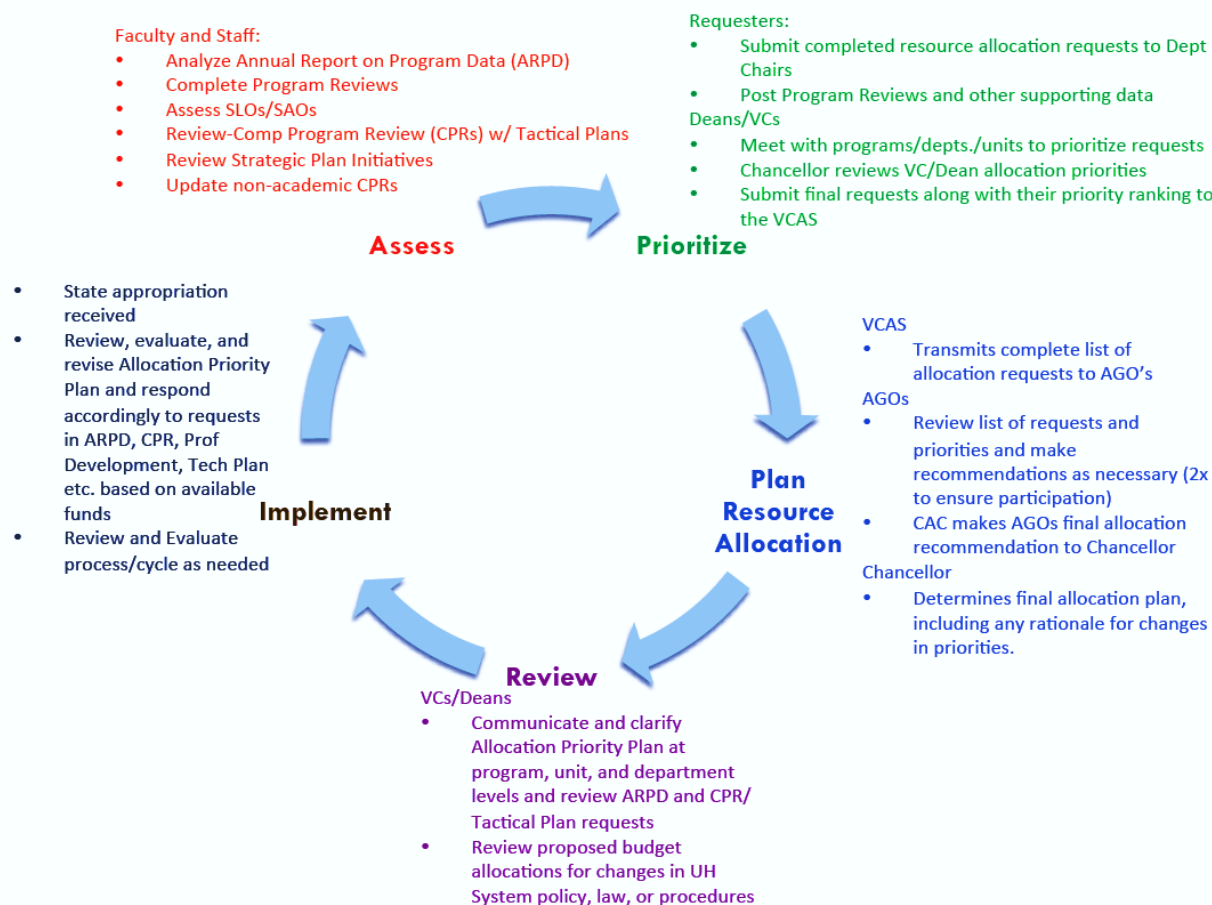 Faculty and Staff:
• Analyze Annual Report on Program Data (ARPD)
• Complete Program Reviews
• Assess SLOs/SAOs
• Review-Comp Program Review (CPRs) w/ Tactical Plans
• Review Strategic Plan Initiatives
• Update non-academic CPRs
Assess
Requesters:
• Submit completed resource allocation requests to Dept
Chairs
• Post Program Reviews and other supporting data
Deans/VCs
• Meet with programs/depts./units to prioritize requests
• Chancellor reviews VC/Dean allocation priorities
• Submit final requests along with their priority ranking to
the VCAS
Prioritize
VCAS
• Transmits complete list of
allocation requests to AGO's
AGOs
• Review list of requests and
priorities and make
recommendations as necessary (2x
to ensure participation)
• CAC makes AGOs final allocation
recommendation to Chancellor
Chancellor
• Determines final allocation plan,
including any rationale for changes
in priorities.
Plan
Resource
Allocation
Review
VCs/Deans
• Communicate and clarify
Allocation Priority Plan at
program, unit, and department
levels and review ARPD and CPR/
Tactical Plan requests
• Review proposed budget
allocations for changes in UH
System policy, law, or procedures
Implement
• State appropriation
received
• Review, evaluate, and
revise Allocation Priority
Plan and respond
accordingly to requests
in ARPD, CPR, Prof
Development, Tech Plan
etc. based on available
funds
• Review and Evaluate
process/cycle as needed